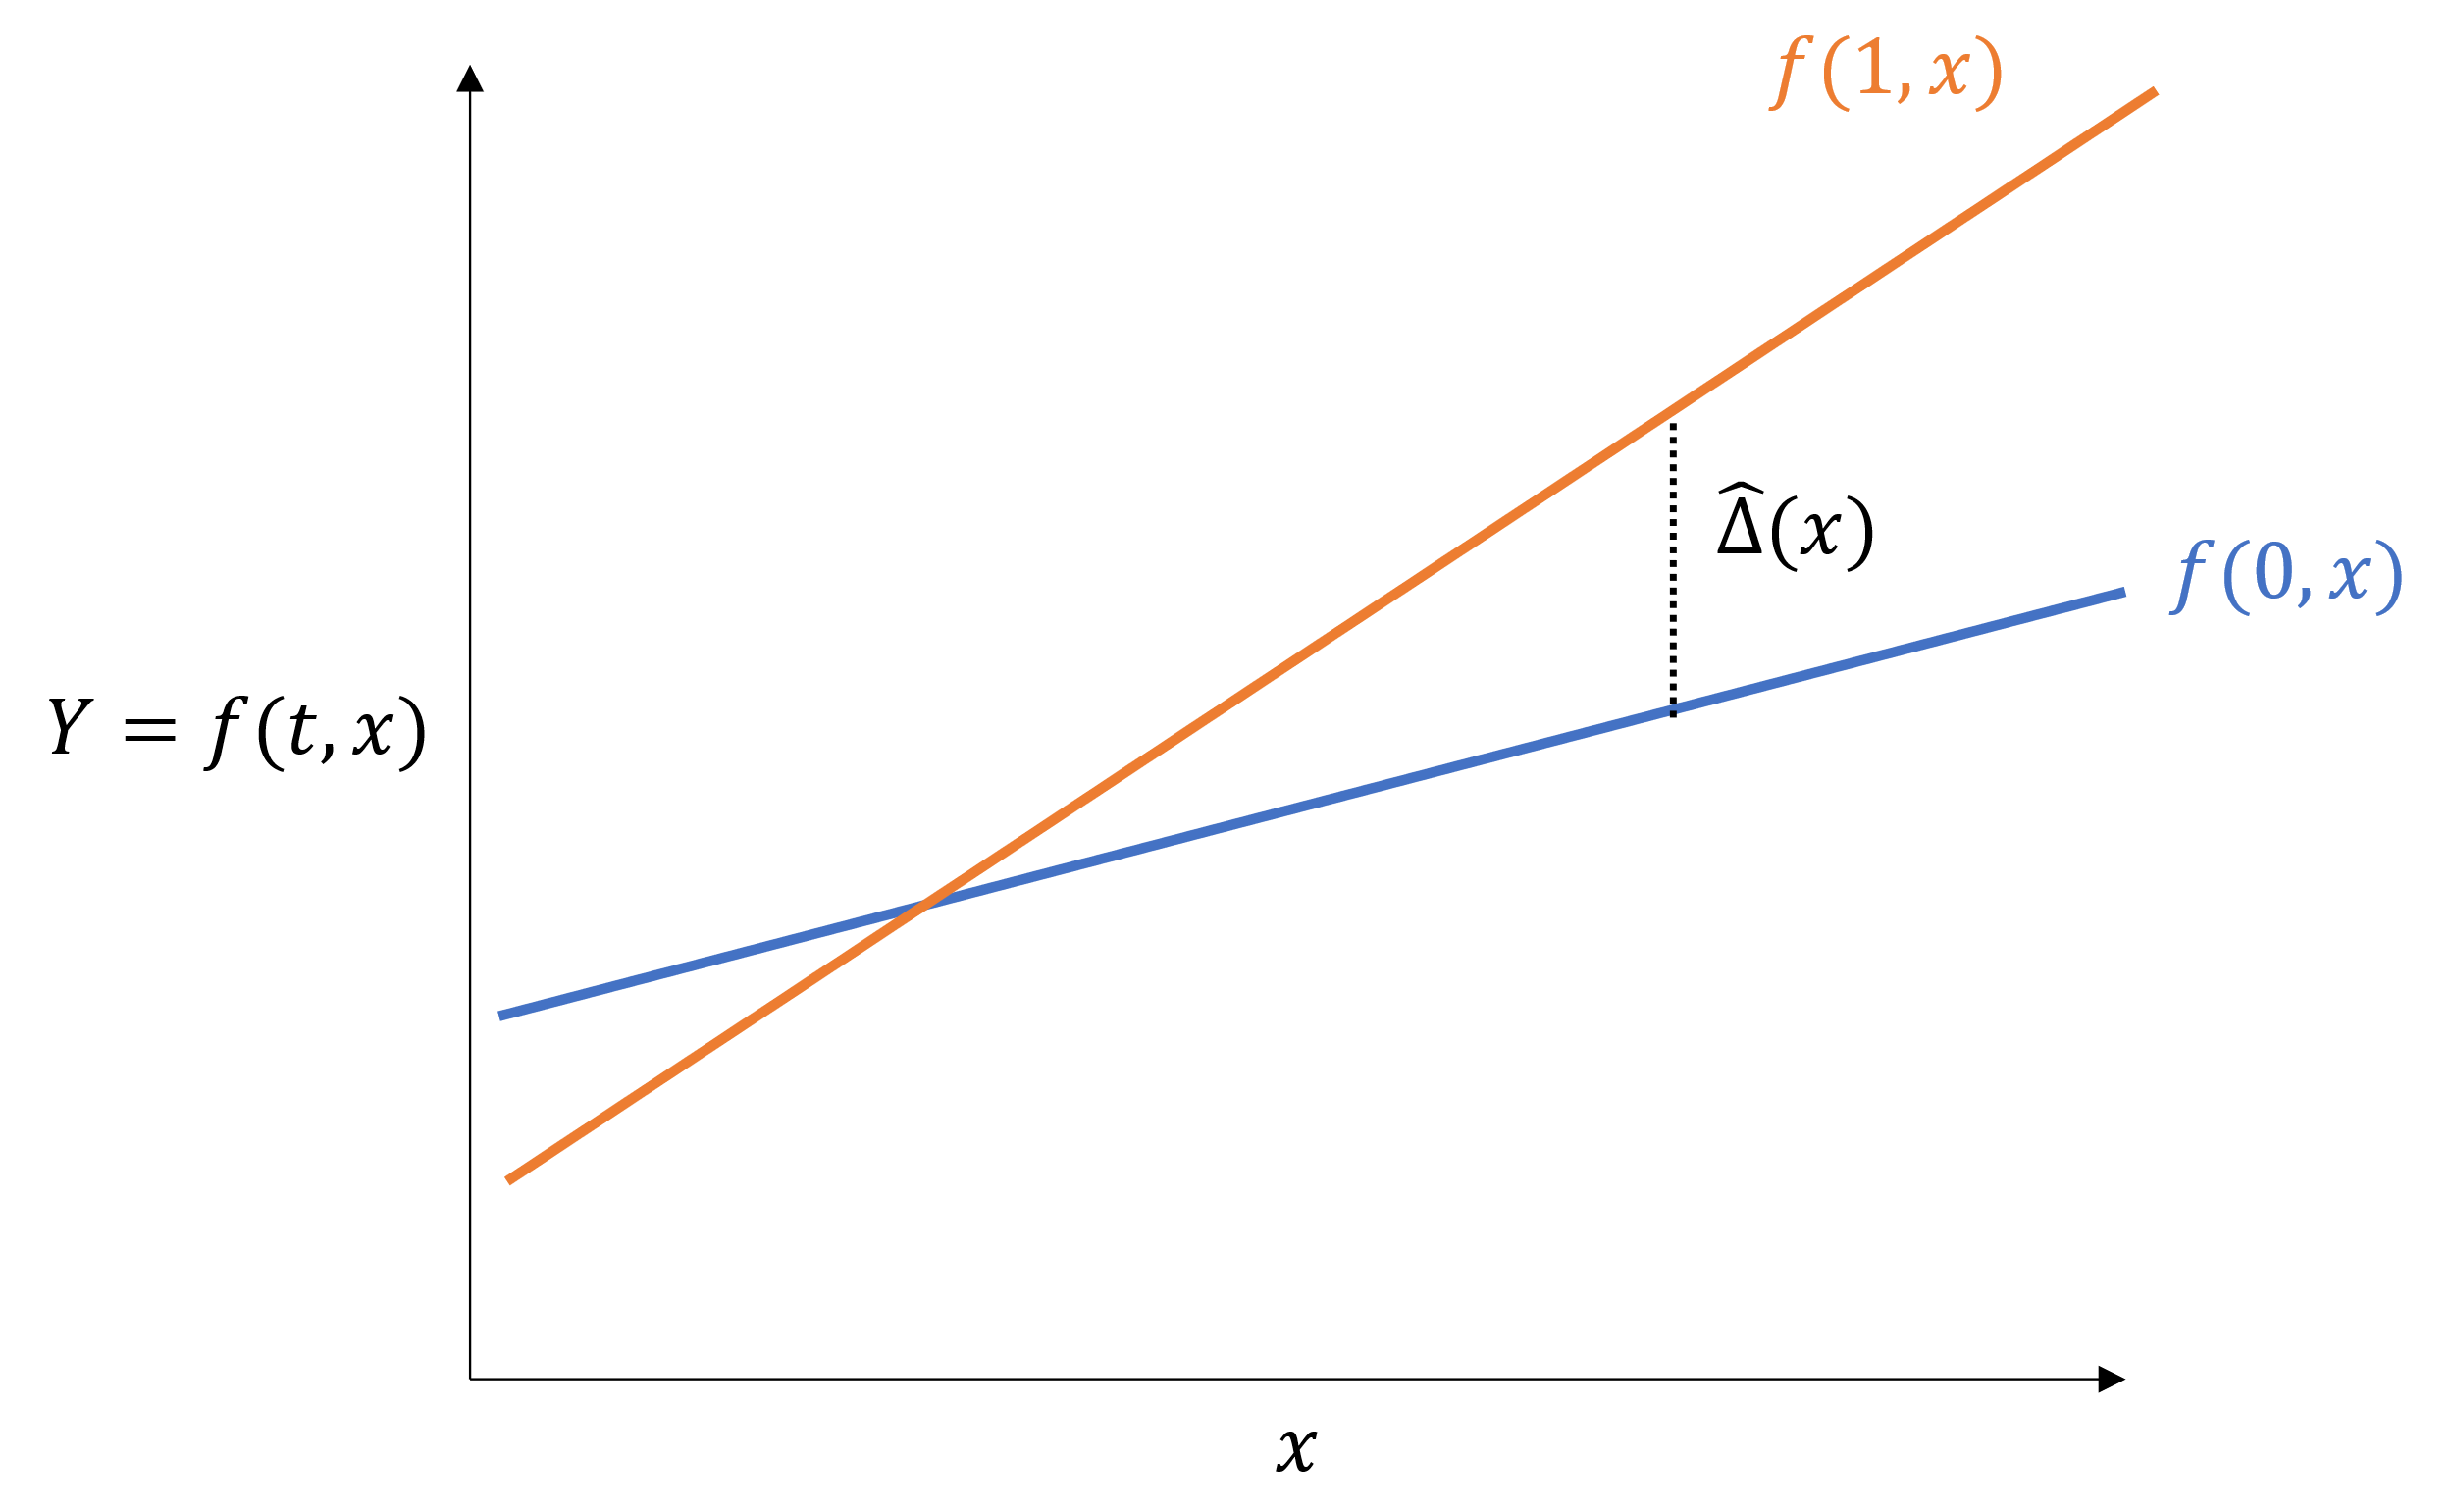 f(1, x)
Δ̂(x)
f(0, x)
Y = f(t, x)
x